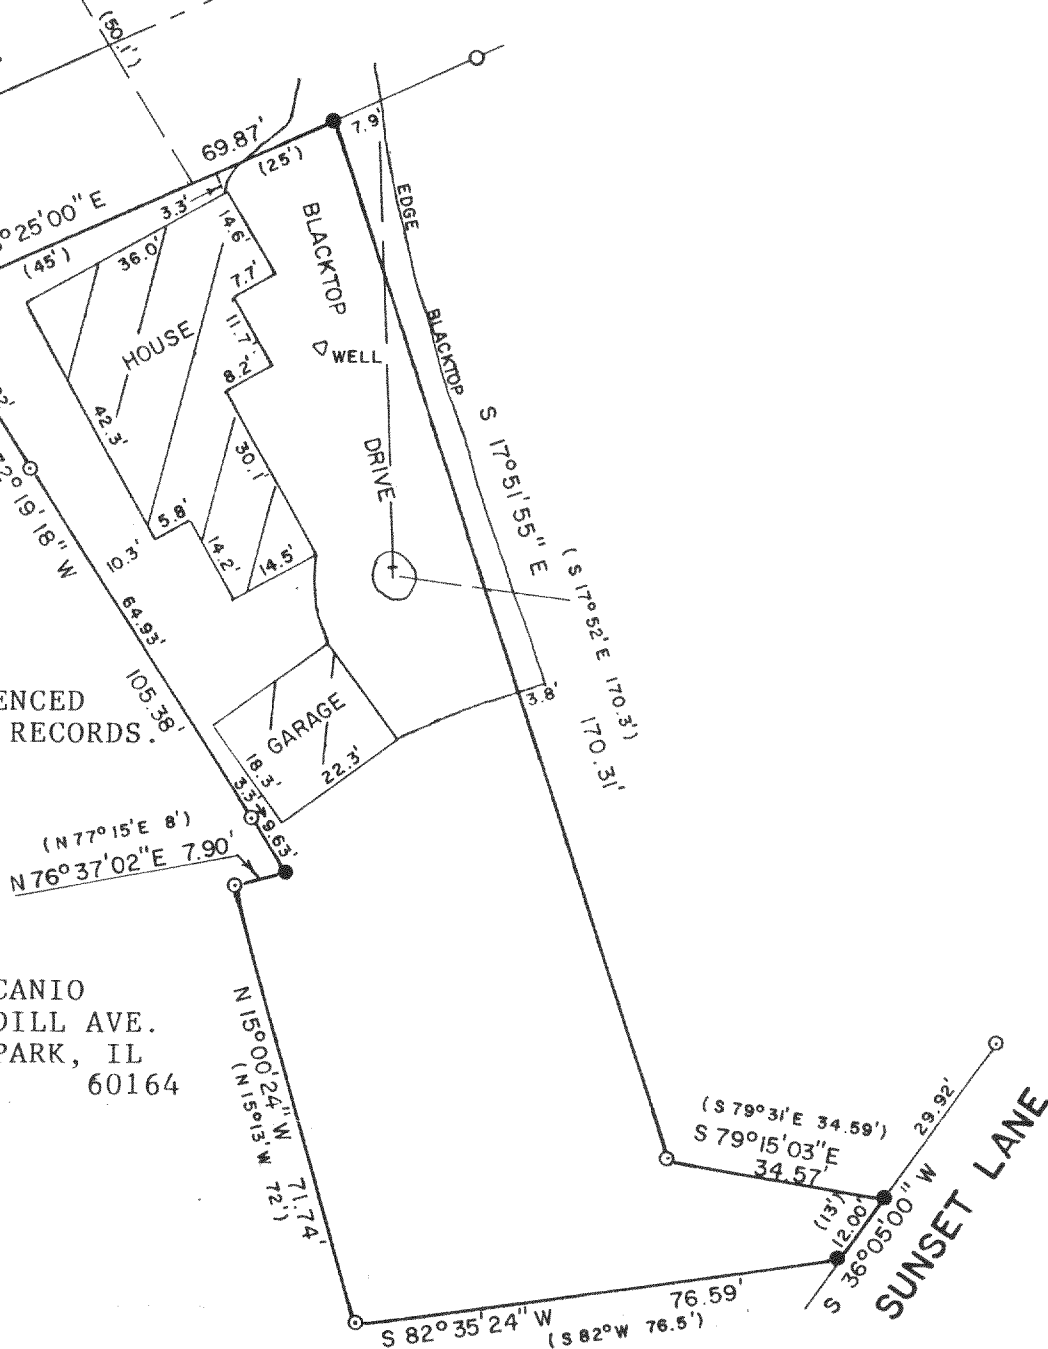 (50.1')
69.87'
7.9'
(25')
°25'00" E
3.3'
(45')
36.0'
14.6'
BLACKTOP
EDGE
7.7'
11.7'
HOUSE
WELL
BLACKTOP
8.2'
42.3'
S 17°51'55" E
30.1'
DRIVE
2°19'18" W
5.8'
10.3'
14.2'
14.5'
(S 17°52'E 170.3')
170.31'
64.93'
105.38'
3.8'
ENCED
RECORDS.
GARAGE
18.3'
22.3'
3.3'
9.63'
(N 77°15'E 8')
N 76°37'02"E 7.90'
CANIO
DILL AVE.
PARK, IL
60164
N 15°00'24" W 71.74'
(N 15°13'W 72')
29.92'
(S 79°31'E 34.59')
S 79°15'03"E
34.57'
(13')
12.00'
S 36°05'00" W
SUNSET LANE
76.59'
S 82°35'24" W
(S 82°W 76.5')